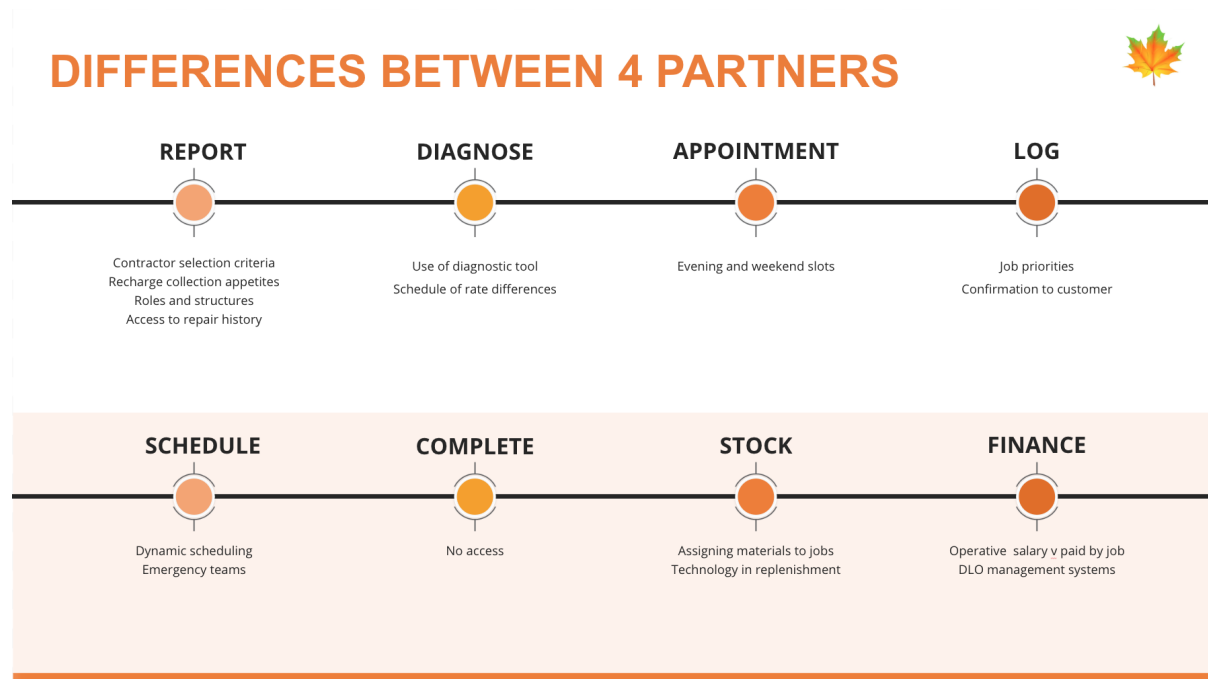 DIFFERENCES BETWEEN 4 PARTNERS
REPORT
Contractor selection criteria
Recharge collection appetites
Roles and structures
Access to repair history
DIAGNOSE
Use of diagnostic tool
Schedule of rate differences
APPOINTMENT
Evening and weekend slots
LOG
Job priorities
Confirmation to customer
SCHEDULE
Dynamic scheduling
Emergency teams
COMPLETE
No access
STOCK
Assigning materials to jobs
Technology in replenishment
FINANCE
Operative  salary v paid by job
DLO management systems